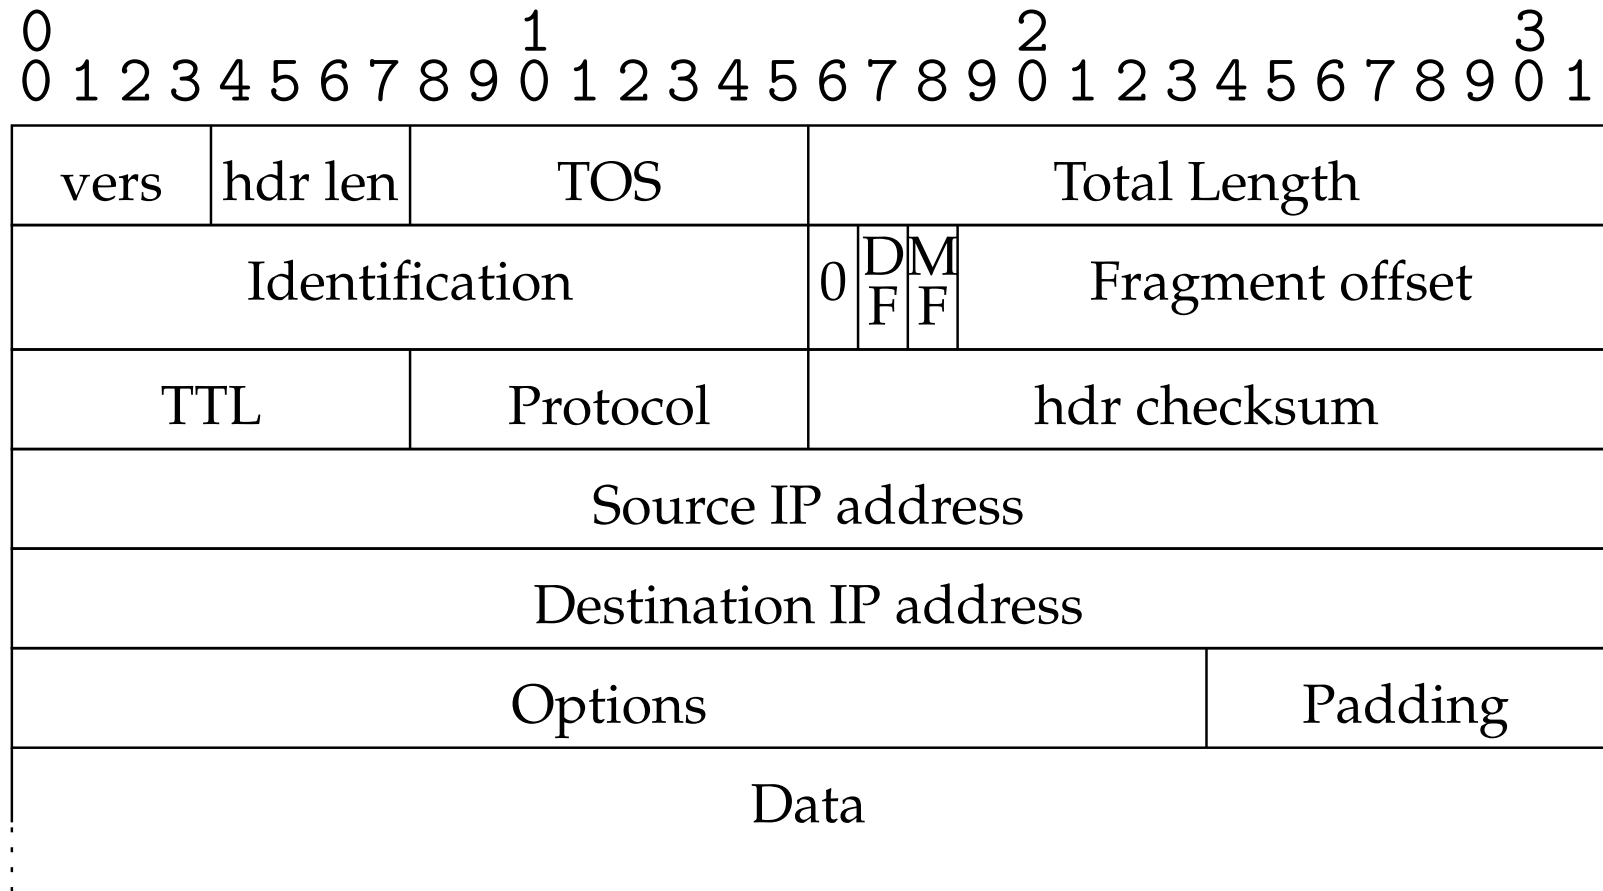 0 1 2 3
0 1 2 3 4 5 6 7 8 9 0 1 2 3 4 5 6 7 8 9 0 1 2 3 4 5 6 7 8 9 0 1
vers hdr len TOS Total Length
Identification 0 DF MF Fragment offset
TTL Protocol hdr checksum
Source IP address
Destination IP address
Options Padding
Data